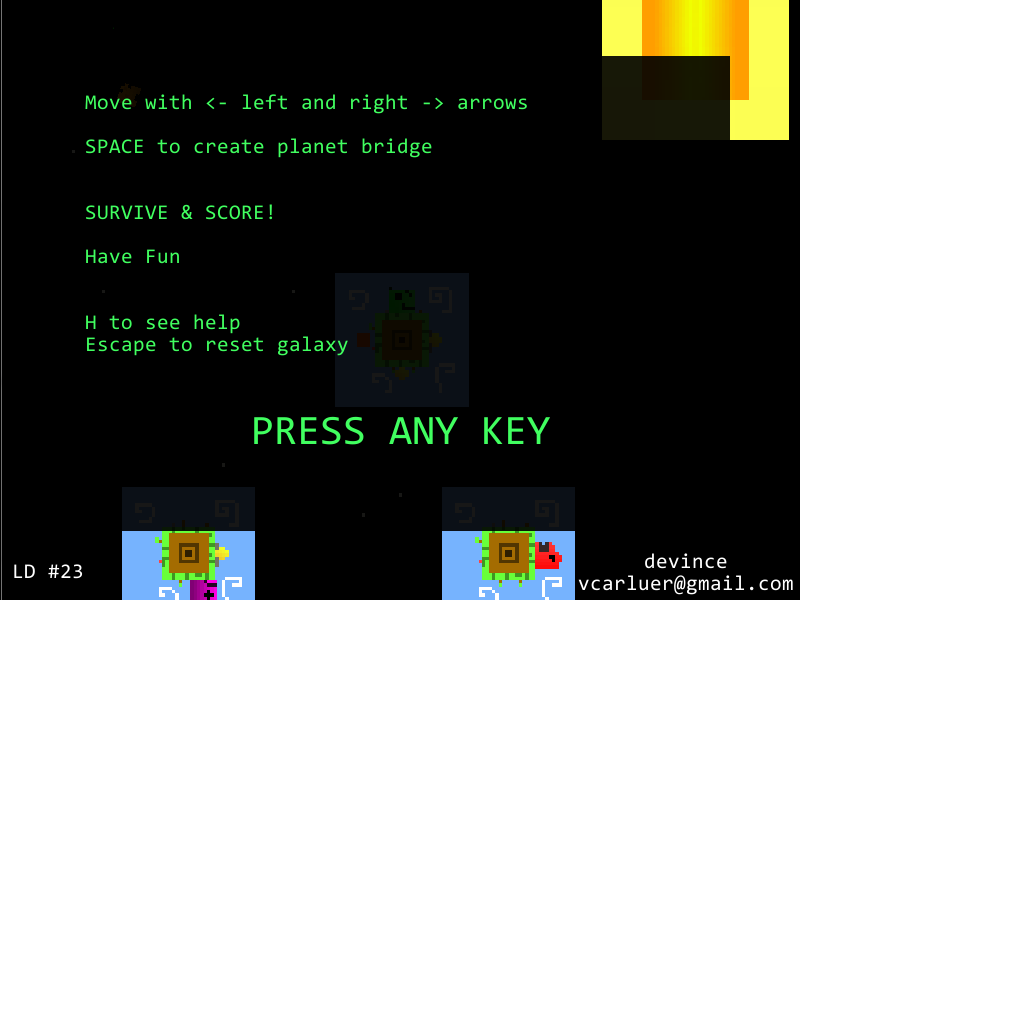 Move with <- left and right -> arrows
SPACE to create planet bridge
SURVIVE & SCORE!
Have Fun
H to see help
Escape to reset galaxy
PRESS ANY KEY
LD #23
devince
vcarluer@gmail.com